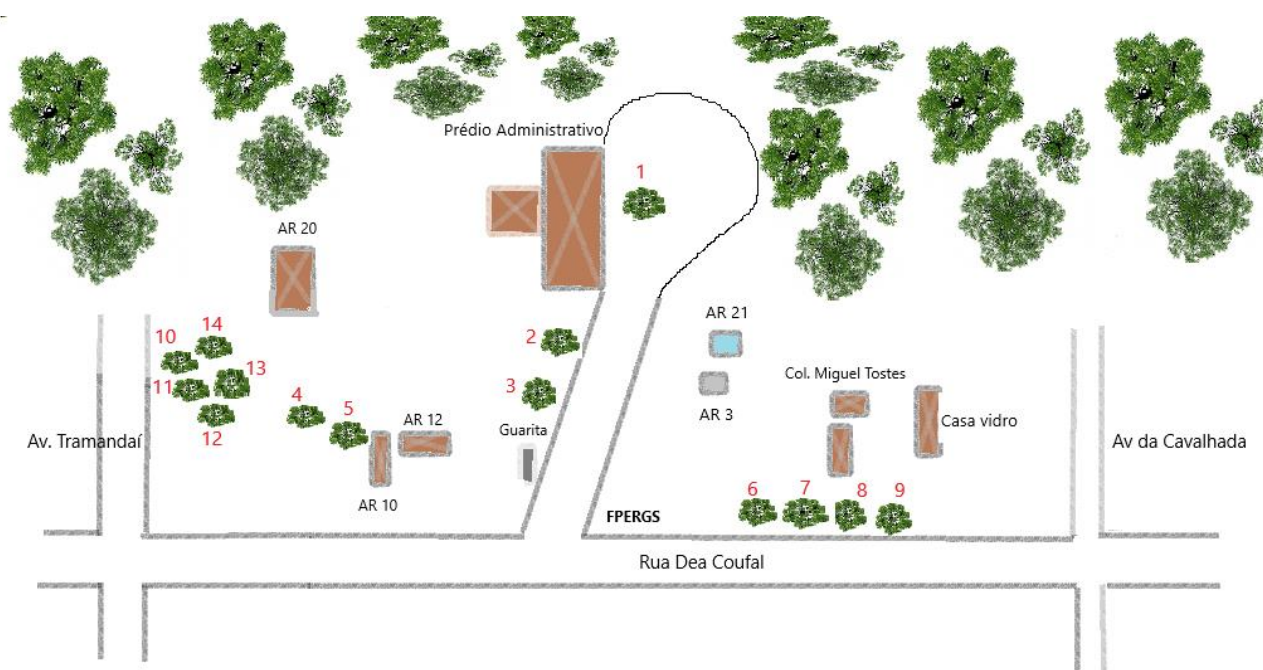 Prédio Administrativo
1
AR 20
AR 21
14
10
2
13
Col. Miguel Tostes
11
3
AR 3
4
5
AR 12
Casa vidro
12
Guarita
Av. Tramandaí
Av da Cavalhada
6
7
8
9
AR 10
FPERGS
Rua Dea Coufal